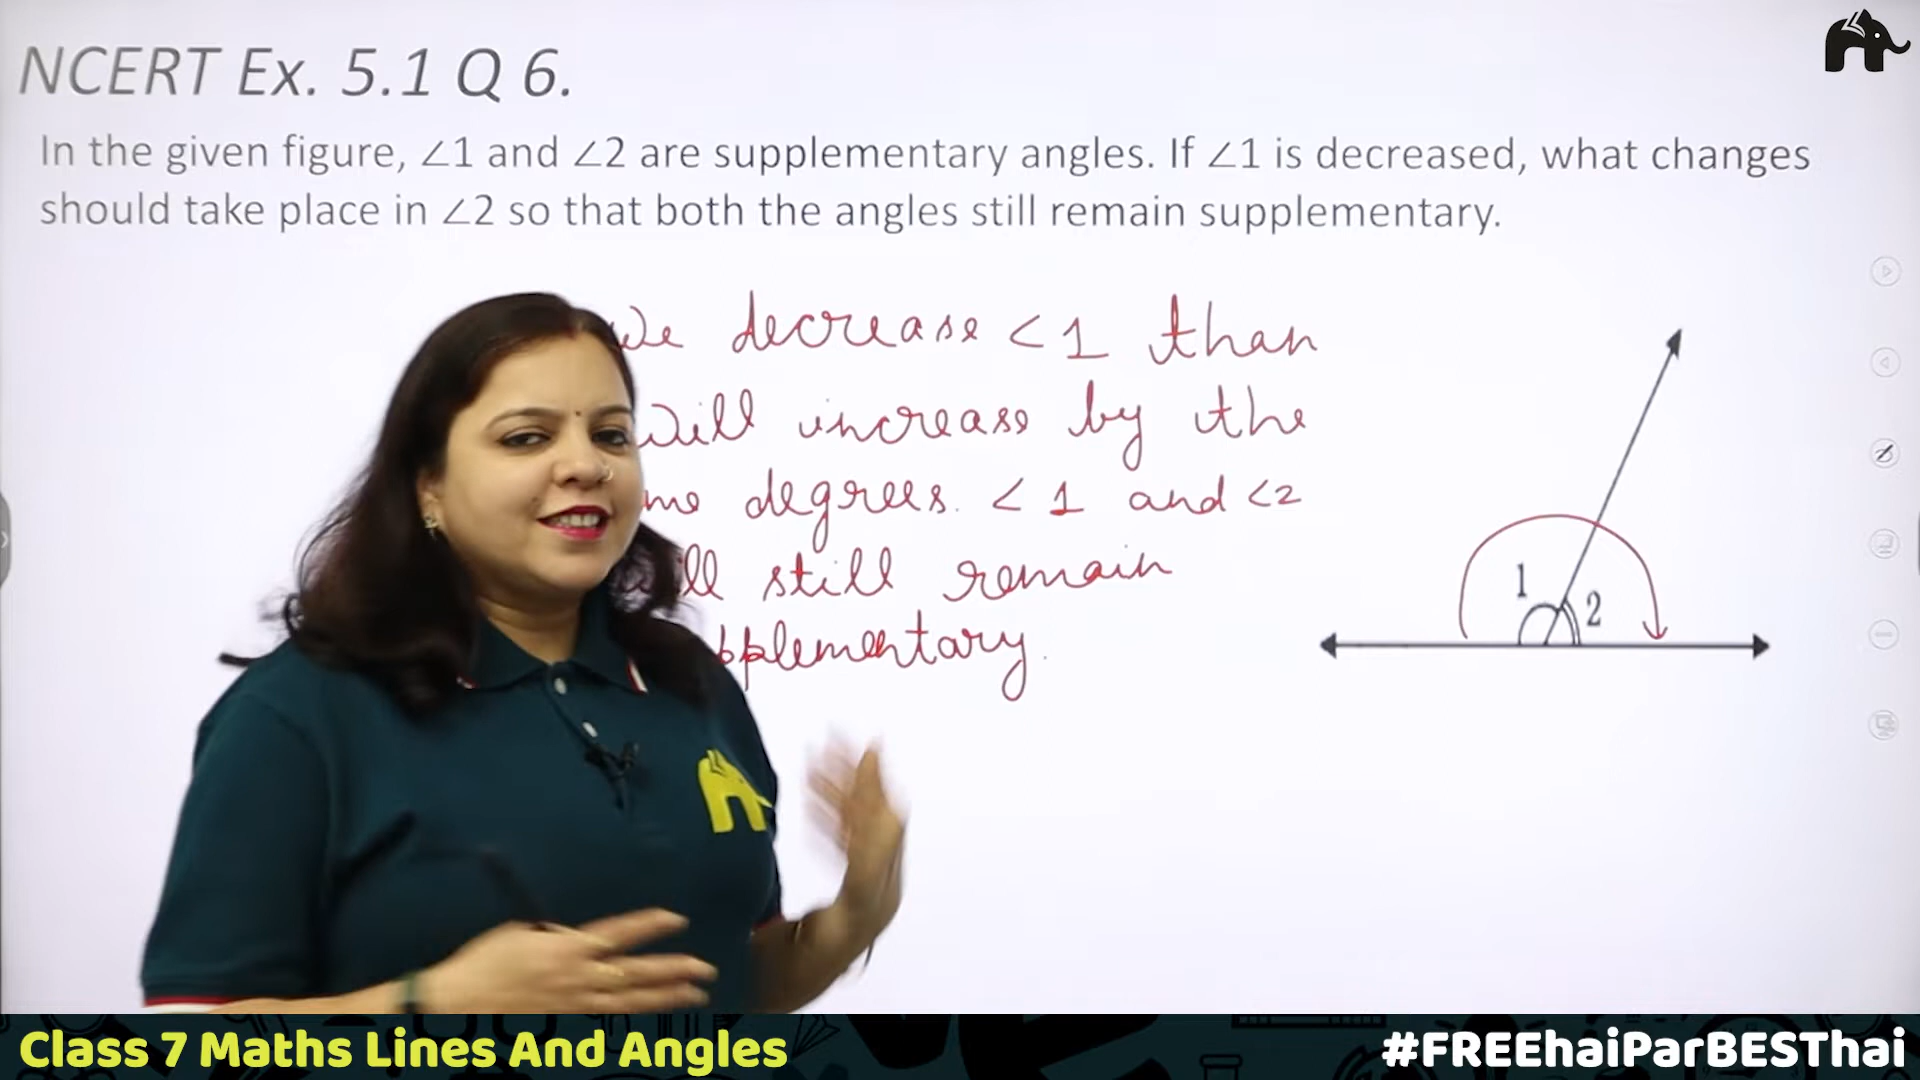 NCERT Ex. 5.1 Q 6.
In the given figure, ∠1 and ∠2 are supplementary angles. If ∠1 is decreased, what changes
should take place in ∠2 so that both the angles still remain supplementary.
We decrease <1 than
will increase by the
degrees. <1 and <2
still remain
1
2
Class 7 Maths Lines And Angles
#FREEhaiParBESThai